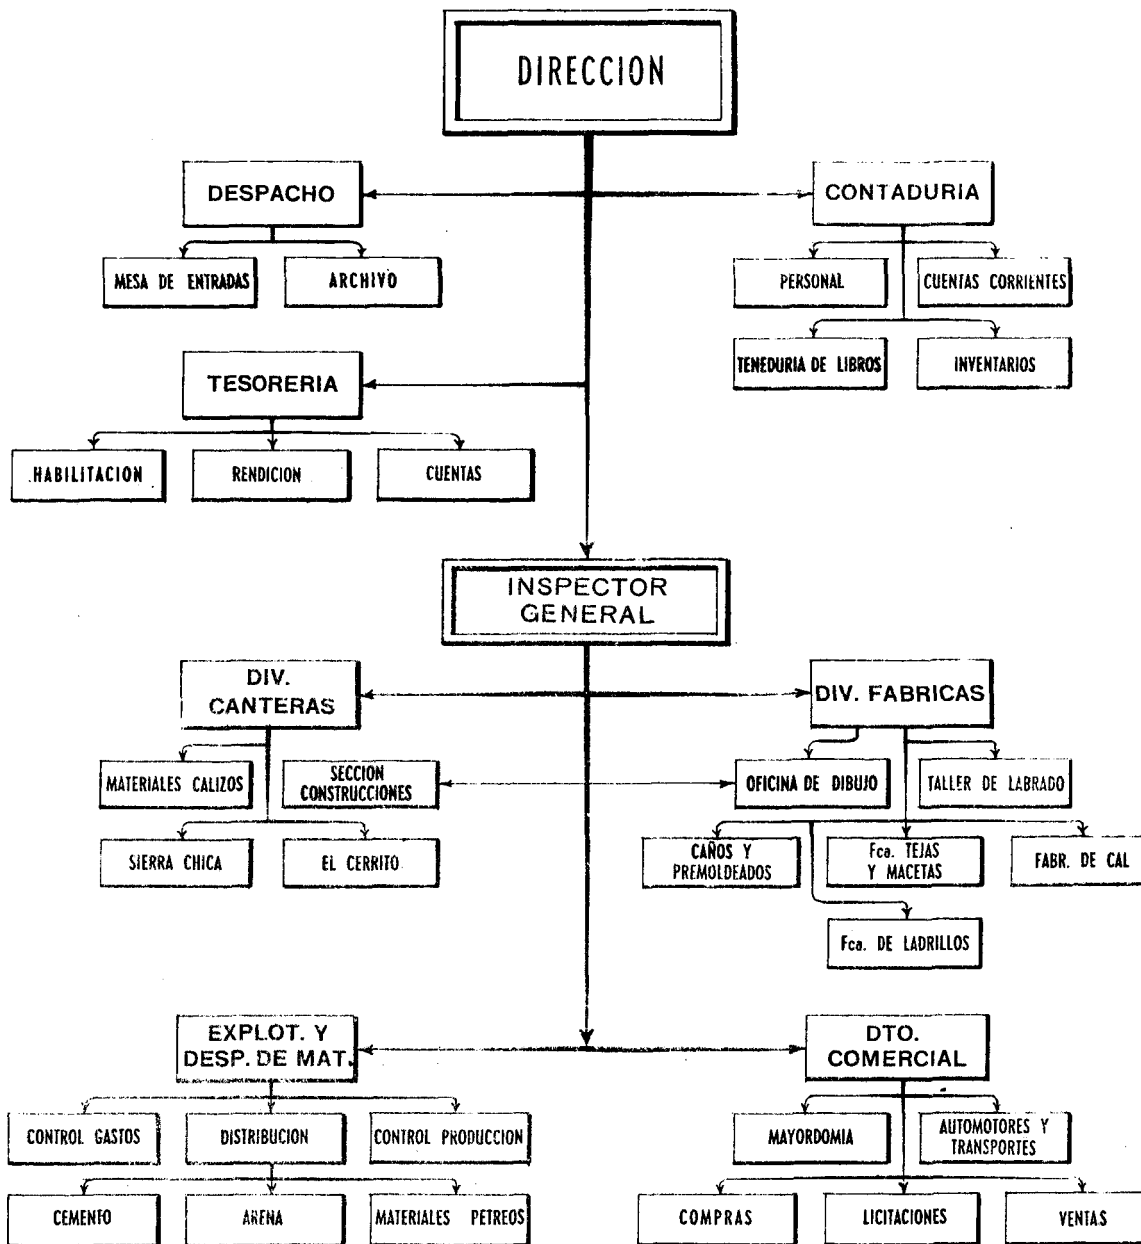 DIRECCION
DESPACHO
CONTADURIA
MESA DE ENTRADAS
ARCHIVO
PERSONAL
CUENTAS CORRIENTES
TENEDURIA DE LIBROS
INVENTARIOS
TESORERIA
HABILITACION
RENDICION
CUENTAS
INSPECTOR
GENERAL
DIV.
CANTERAS
DIV. FABRICAS
MATERIALES CALIZOS
SECCION
CONSTRUCCIONES
OFICINA DE DIBUJO
TALLER DE LABRADO
SIERRA CHICA
EL CERRITO
CAÑOS Y
PREMOLDEADOS
Fca. TEJAS
Y MACETAS
FABR. DE CAL
Fca. DE LADRILLOS
EXPLOT. Y
DESP. DE MAT.
DTO.
COMERCIAL
CONTROL GASTOS
DISTRIBUCION
CONTROL PRODUCCION
MAYORDOMIA
AUTOMOTORES Y
TRANSPORTES
CEMENTO
ARENA
MATERIALES PETREOS
COMPRAS
LICITACIONES
VENTAS